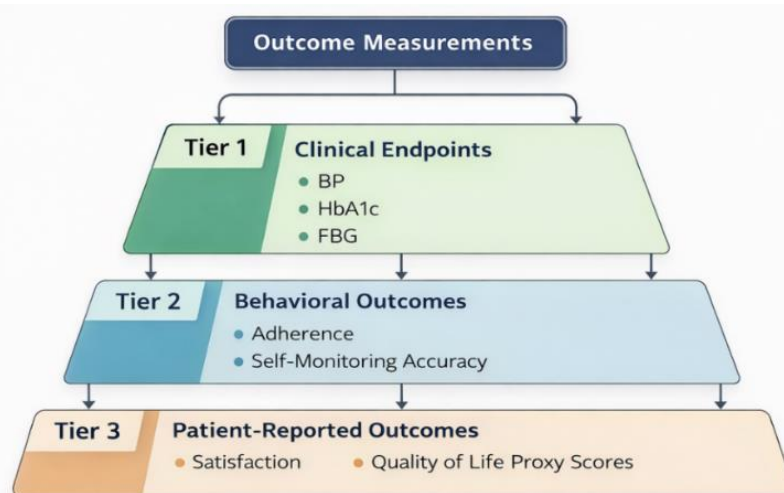 Outcome Measurements
Tier 1
Clinical Endpoints
BP
HbA1c
FBG
Tier 2
Behavioral Outcomes
Adherence
Self-Monitoring Accuracy
Tier 3
Patient-Reported Outcomes
Satisfaction
Quality of Life Proxy Scores